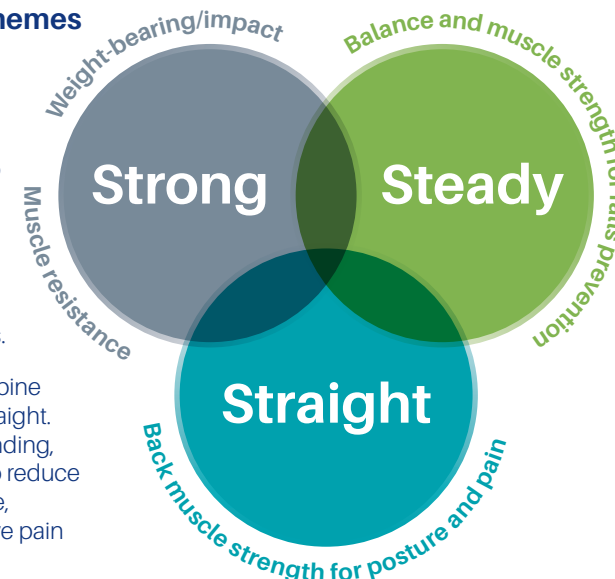 hemes
Weight-bearing/impact
Balance and muscle strength for falls prevention
Strong
Steady
Muscle resistance
s.
pine
aight.
nding,
o reduce
e,
e pain
Straight
Back muscle strength for posture and pain